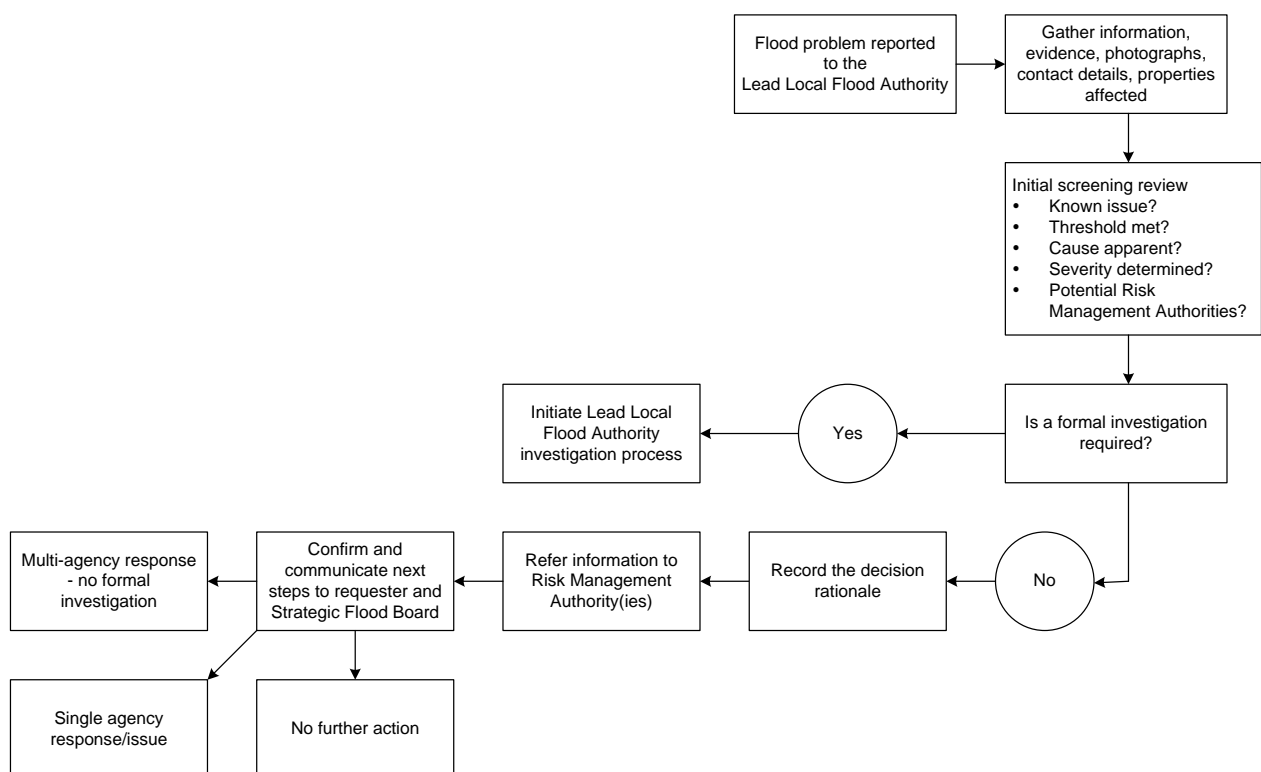 Flood problem reported
to the
Lead Local Flood Authority
Gather information,
evidence, photographs,
contact details, properties
affected
Initial screening review
• Known issue?
• Threshold met?
• Cause apparent?
• Severity determined?
• Potential Risk
Management Authorities?
Is a formal investigation
required?
Yes
Initiate Lead Local
Flood Authority
investigation process
No
Record the decision
rationale
Refer information to
Risk Management
Authority(ies)
Confirm and
communicate next
steps to requester and
Strategic Flood Board
Multi-agency response
- no formal
investigation
Single agency
response/issue
No further action